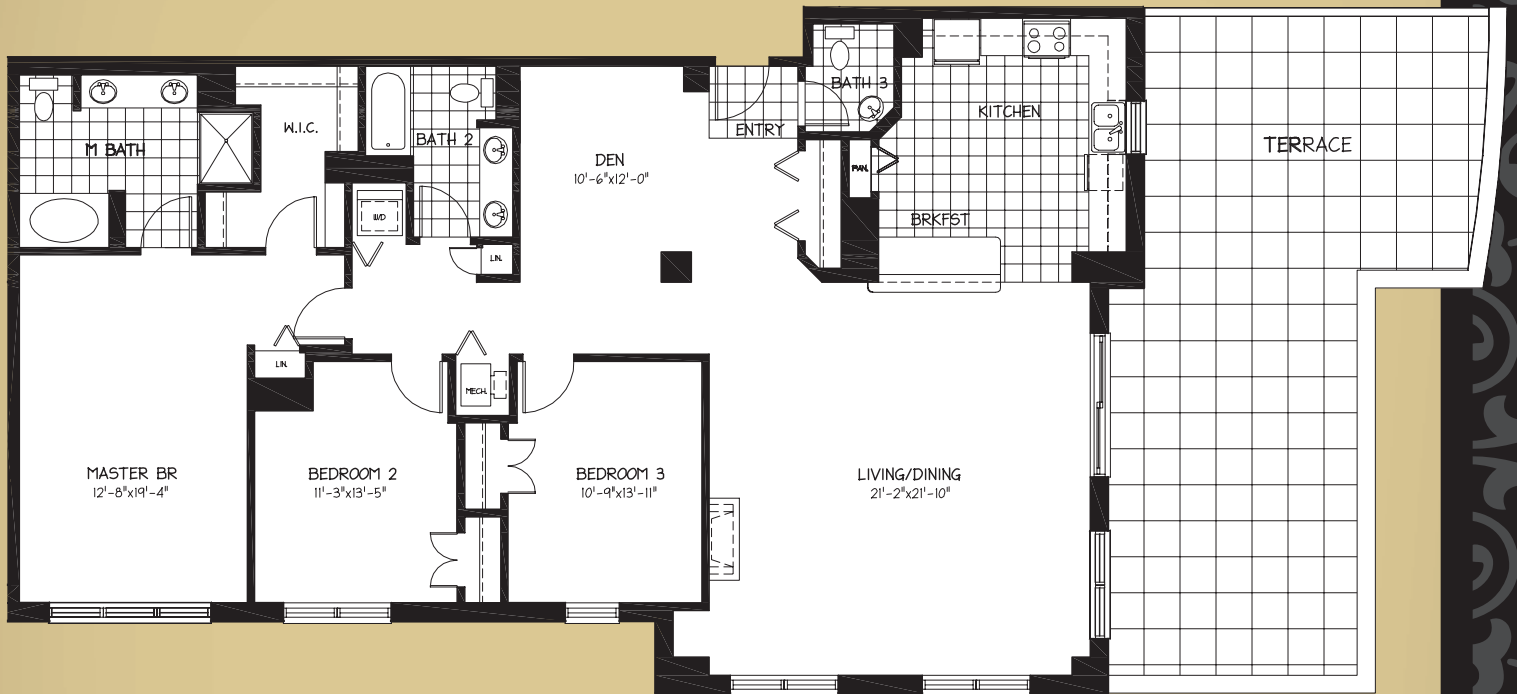 M BATH
W.I.C.
BATH 2
W/D
LIN.
DEN
10'-6"x12'-0"
ENTRY
BATH 3
PAN.
KITCHEN
BRKFST
TERRACE
LIN.
MECH.
MASTER BR
12'-8"x19'-4"
BEDROOM 2
11'-3"x13'-5"
BEDROOM 3
10'-9"x13'-11"
LIVING/DINING
21'-2"x21'-10"